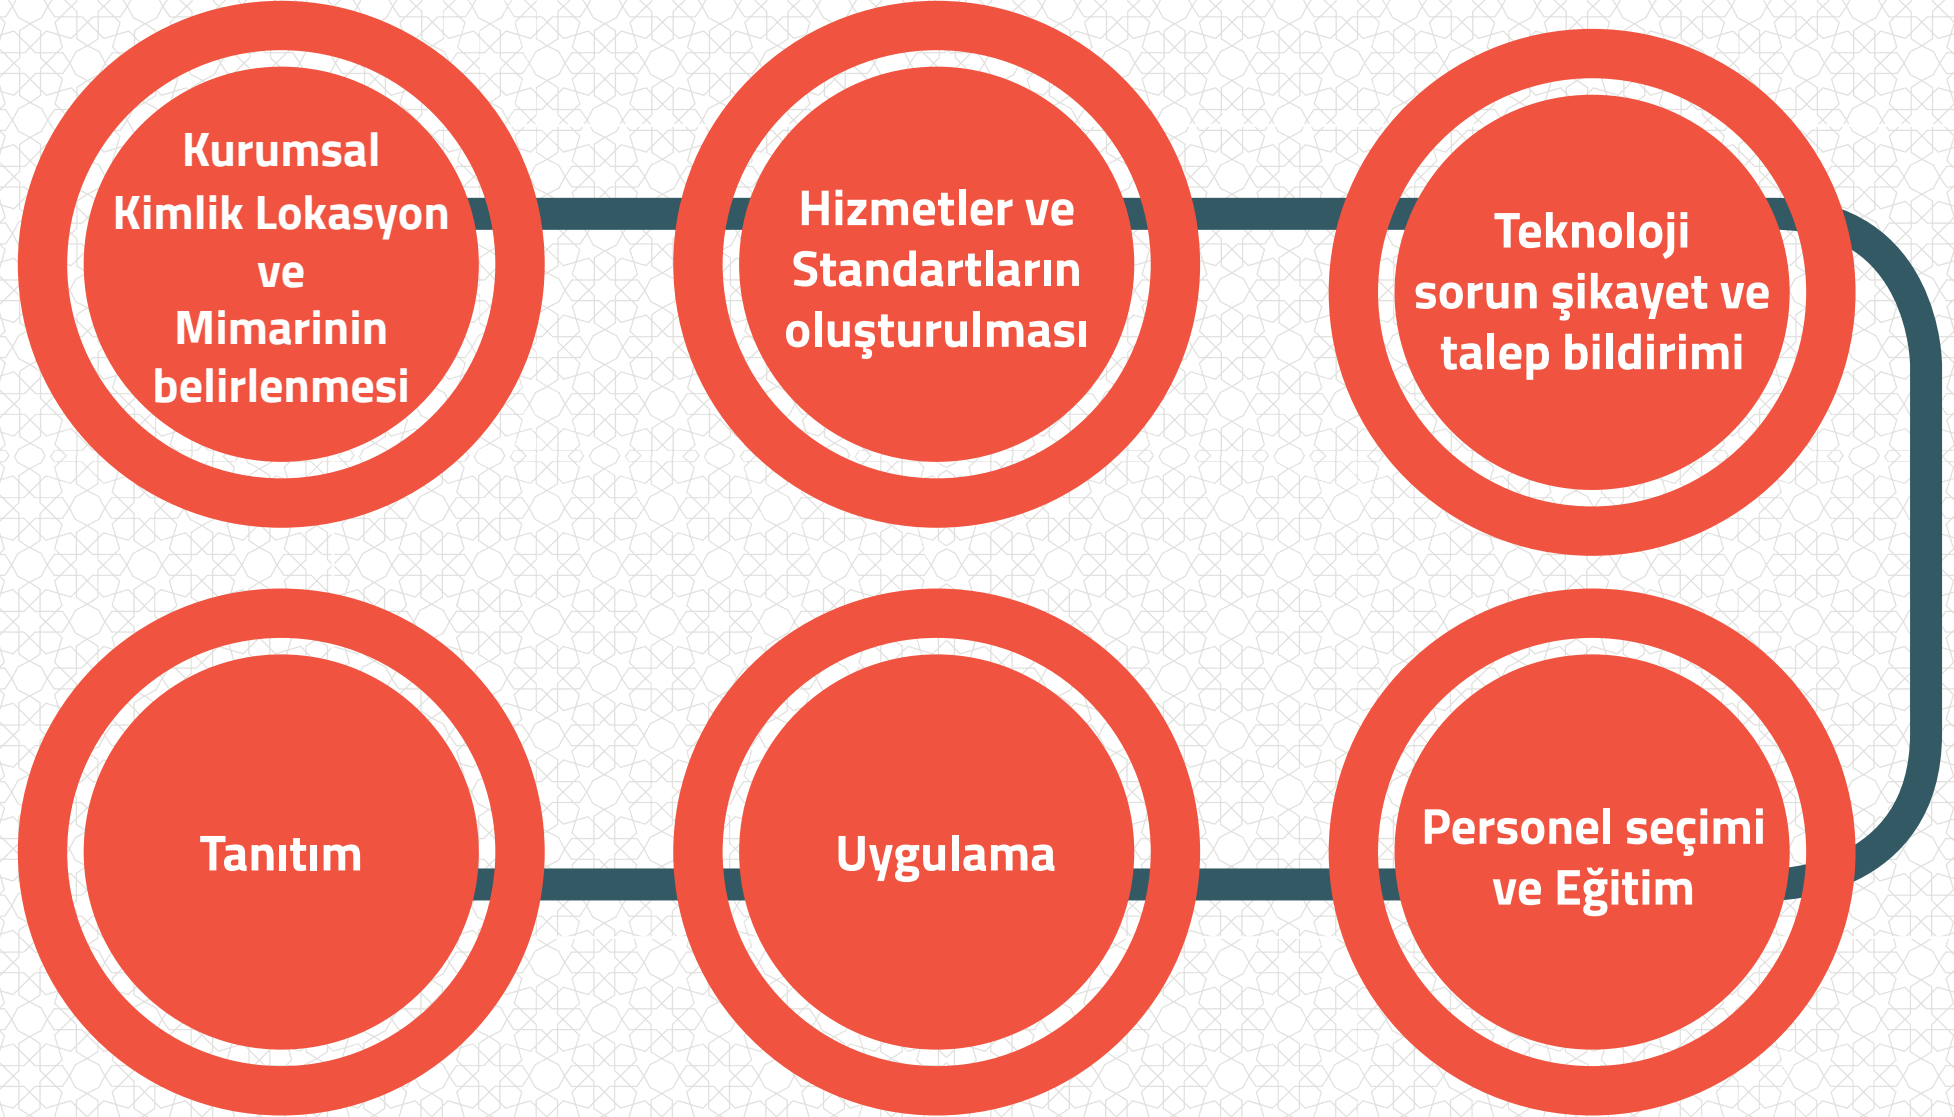 Kurumsal
Kimlik Lokasyon
ve
Mimarinin
belirlenmesi
Hizmetler ve
Standartların
oluşturulması
Teknoloji
sorun şikayet ve
talep bildirimi
Personel seçimi
ve Eğitim
Uygulama
Tanıtım